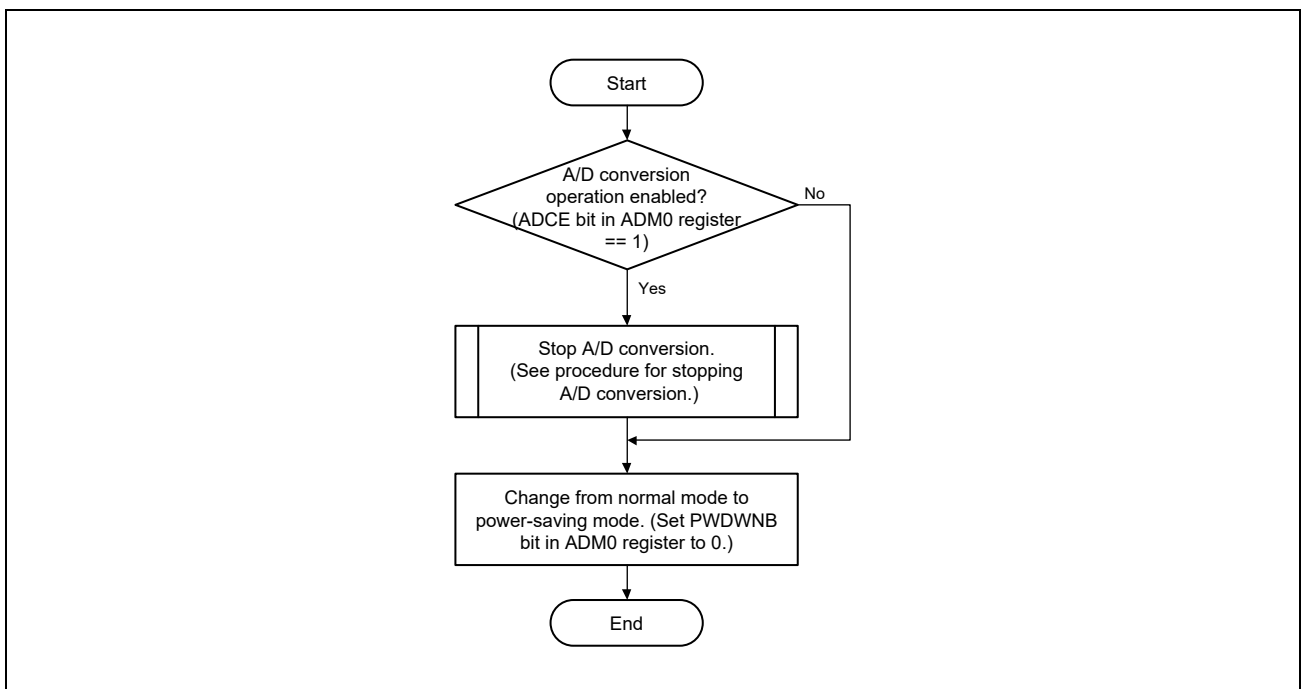 Start
A/D conversion
operation enabled?
(ADCE bit in ADM0 register
== 1)
No
Yes
Stop A/D conversion.
(See procedure for stopping
A/D conversion.)
Change from normal mode to
power-saving mode. (Set PWDWNB
bit in ADM0 register to 0.)
End